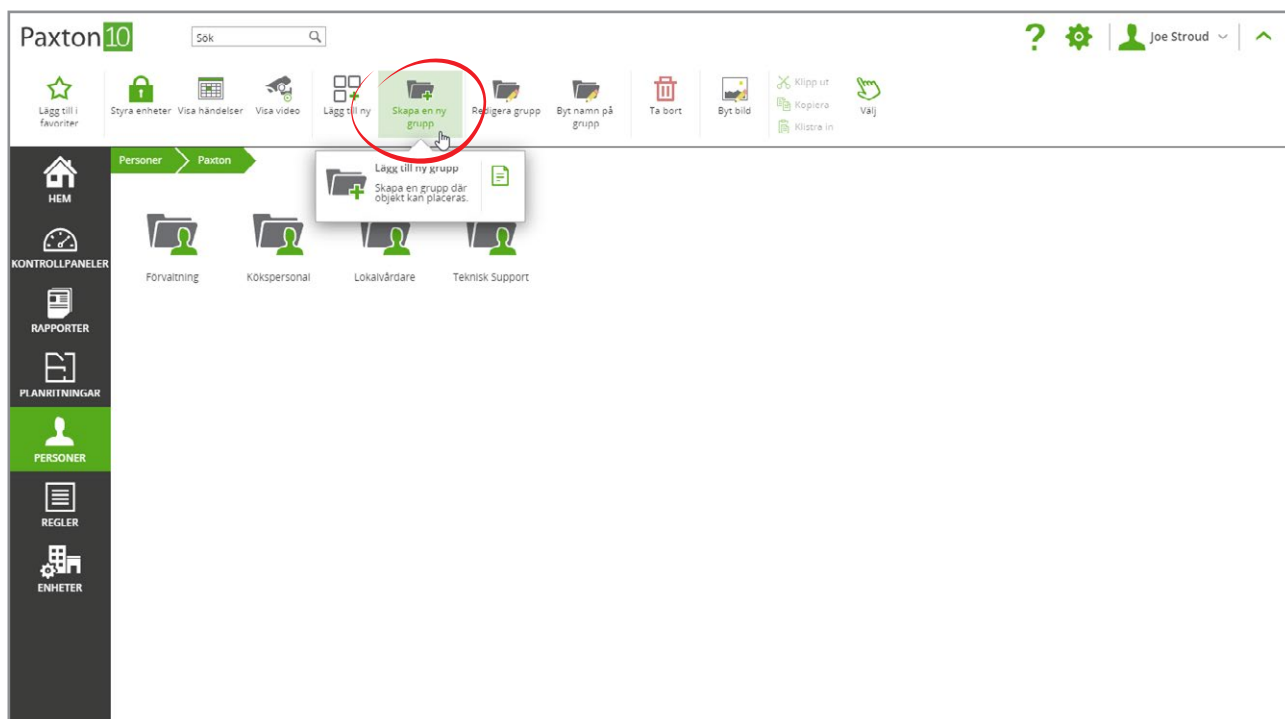 Paxton 10
Sök
Joe Stroud
Lägg till i
favoriter
Styra enheter
Visa händelser
Visa video
Lägg till ny
Skapa en ny
grupp
Redigera grupp
Byt namn på
grupp
Ta bort
Byt bild
Klipp ut
Kopiera
Klistra in
Välj
HEM
KONTROLLPANELER
RAPPORTER
PLANRITNINGAR
PERSONER
REGLER
ENHETER
Personer
Paxton
Lägg till ny grupp
Skapa en grupp där
objekt kan placeras.
Förvaltning
Kökspersonal
Lokalvårdare
Teknisk Support